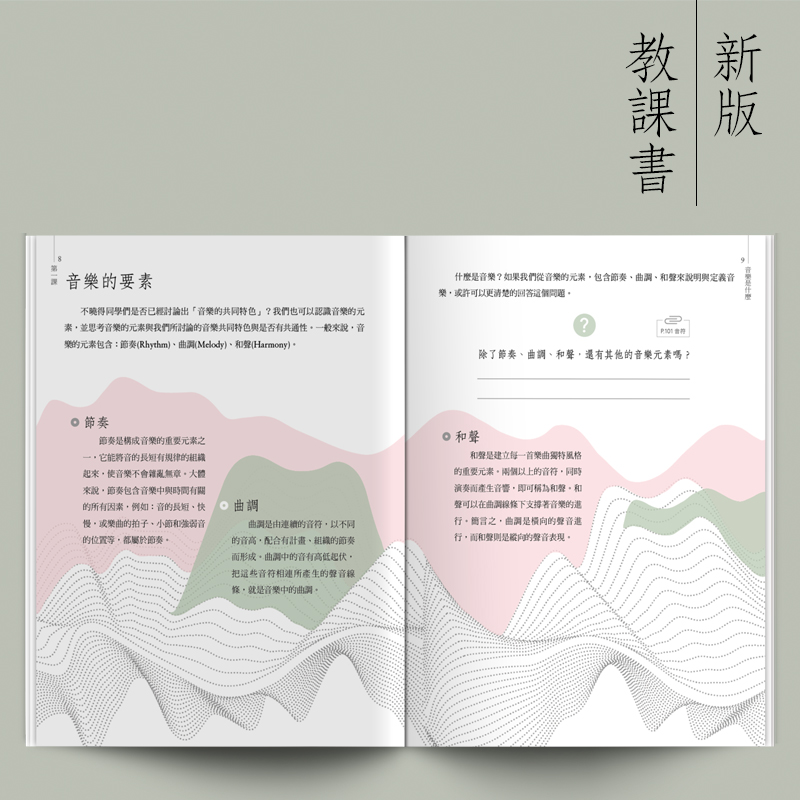 新版
教課書
8
第一課
音樂的要素
不曉得同學們是否已經討論出「音樂的共同特色」？我們也可以認識音樂的元
素，並思考音樂的元素與我們所討論的音樂共同特色與是否有共通性。一般來說，音
樂的元素包含：節奏(Rhythm)、曲調(Melody)、和聲(Harmony)。
節奏
節奏是構成音樂的重要元素之
一，它能將音的長短有規律的組織
起來，使音樂不會雜亂無章。大體
來說，節奏包含音樂中與時間有關
的所有因素，例如：音的長短、快
慢，或樂曲的拍子、小節和強弱音
的位置等，都屬於節奏。
曲調
曲調是由連續的音符，以不同
的音高，配合有計畫、組織的節奏
而形成。曲調中的音有高低起伏，
把這些音符相連所產生的聲音線
條，就是音樂中的曲調。
9
音樂是什麼
什麼是音樂？如果我們從音樂的元素，包含節奏、曲調、和聲來說明與定義音
樂，或許可以更清楚的回答這個問題。
?
P.101 音符
除了節奏、曲調、和聲，還有其他的音樂元素嗎？
和聲
和聲是建立每一首樂曲獨特風格
的重要元素。兩個以上的音符，同時
演奏而產生音響，即可稱為和聲。和
聲可以在曲調線條下支撐著音樂的進
行。簡言之，曲調是橫向的聲音進
行，而和聲則是縱向的聲音表現。